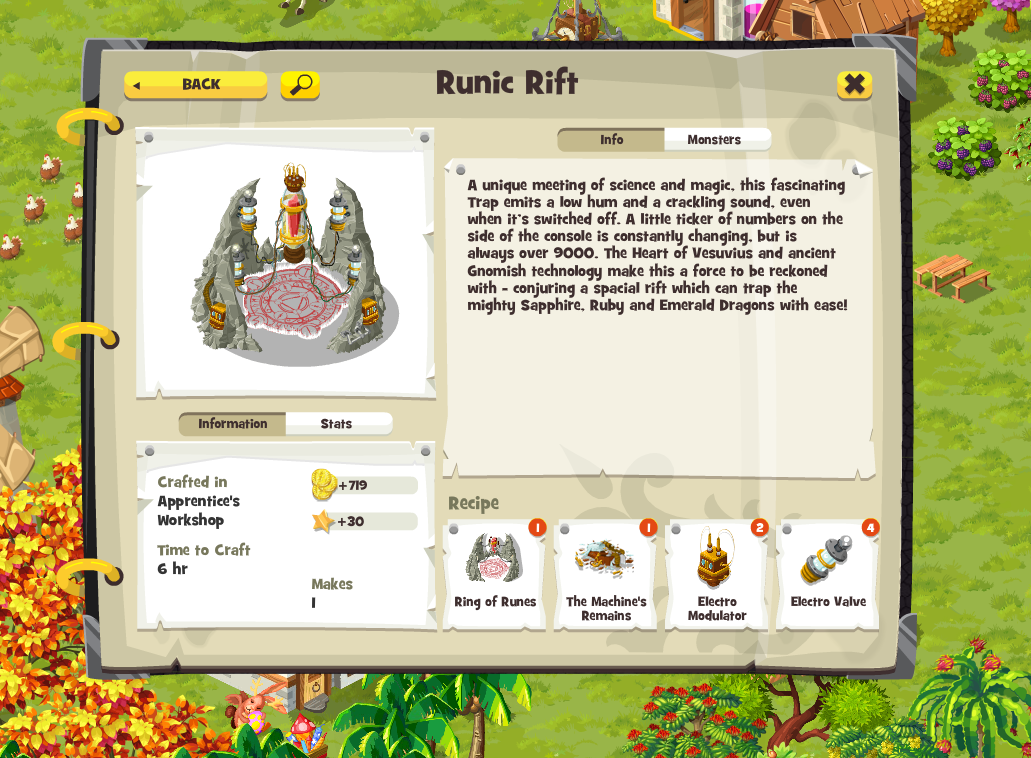 BACK
Runic Rift
Info
Monsters
A unique meeting of science and magic, this fascinating
Trap emits a low hum and a crackling sound, even
when it's switched off. A little ticker of numbers on the
side of the console is constantly changing, but is
always over 9000. The Heart of Vesuvius and ancient
Gnomish technology make this a force to be reckoned
with - conjuring a spacial rift which can trap the
mighty Sapphire, Ruby and Emerald Dragons with ease!
Information
Stats
Crafted in
Apprentice's
Workshop
Time to Craft
6 hr
+719
+30
Makes
1
Recipe
1
Ring of Runes
1
The Machine's
Remains
2
Electro
Modulator
4
Electro Valve